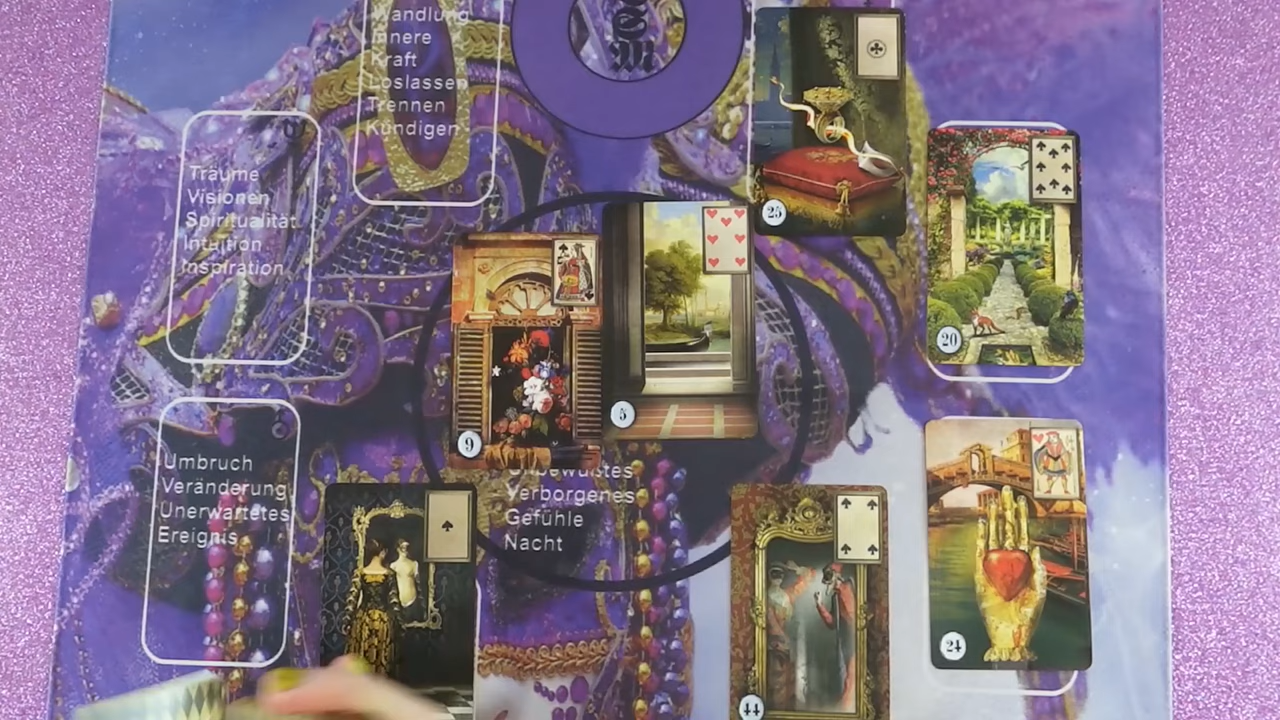 Wandlung
Innere
Kraft
Loslassen
Trennen
Kündigen
Träume
Visionen
Spiritualität
Intuition
Inspiration
Umbruch
Veränderung
Unerwartetes
Ereignis
Unbewußtes
Verborgenes
Gefühle
Nacht
25
20
9
5
24
44